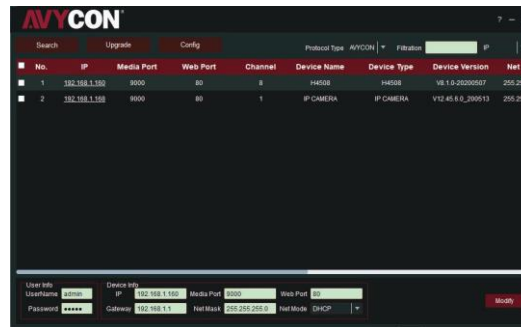 AVYCON
? –
Search Upgrade Config Protocol Type AVYCON Filtration IP
No. IP Media Port Web Port Channel Device Name Device Type Device Version Net
1 192.168.1.160 9000 80 8 H4508 H4508 V8.1.0-20200507 255.2
2 192.168.1.168 9000 80 1 IP CAMERA IP CAMERA V12.45.6.0_200513 255.2
User Info Device Info
UserName admin IP 192.168.1.160 Media Port 9000 Web Port 80
Modify
Password ••••• Gateway 192.168.1.1 Net Mask 255.255.255.0 Net Mode DHCP